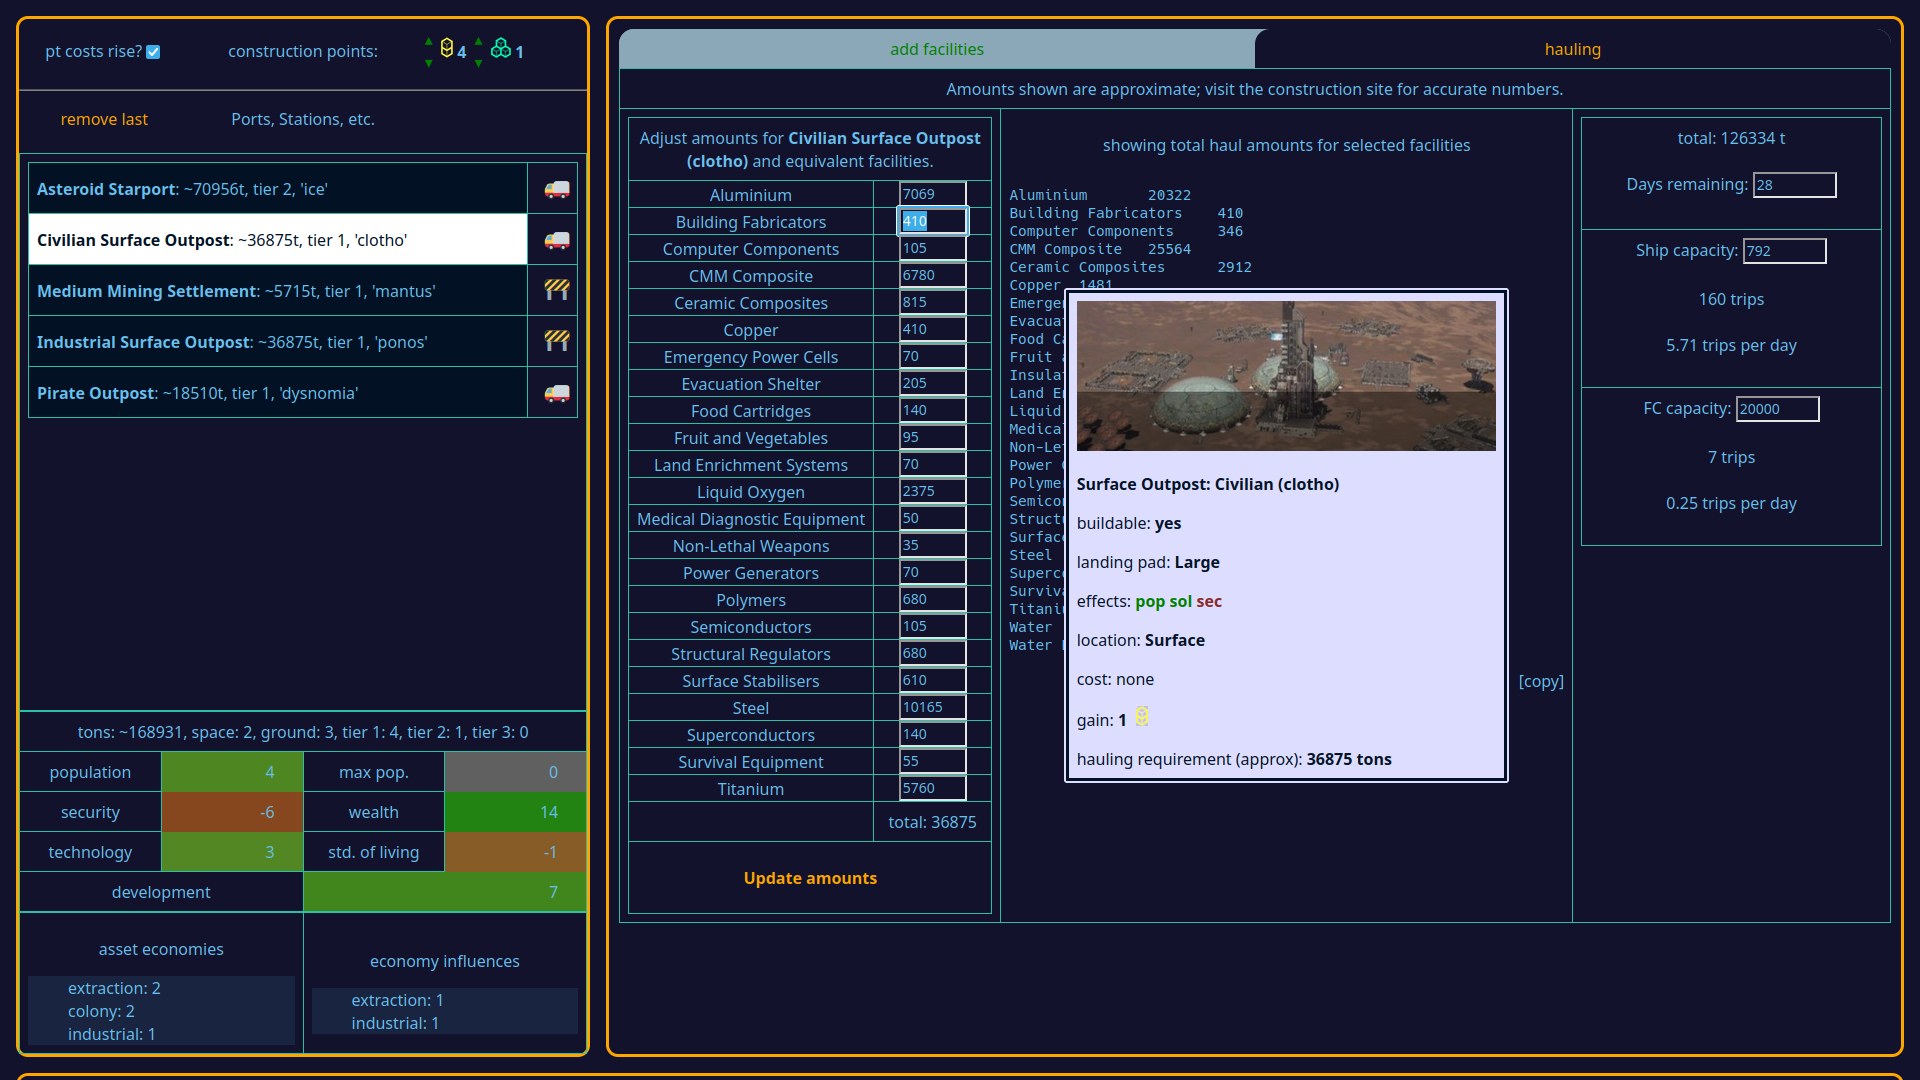 pt costs rise? construction points: 4 1
remove last Ports, Stations, etc.
Asteroid Starport: ~70956t, tier 2, 'ice'
Civilian Surface Outpost: ~36875t, tier 1, 'clotho'
Medium Mining Settlement: ~5715t, tier 1, 'mantus'
Industrial Surface Outpost: ~36875t, tier 1, 'ponos'
Pirate Outpost: ~18510t, tier 1, 'dysnomia'
tons: ~168931, space: 2, ground: 3, tier 1: 4, tier 2: 1, tier 3: 0
population 4 max pop. 0
security -6 wealth 14
technology 3 std. of living -1
development 7
asset economies
extraction: 2
colony: 2
industrial: 1
economy influences
extraction: 1
industrial: 1
add facilities hauling
Amounts shown are approximate; visit the construction site for accurate numbers.
Adjust amounts for Civilian Surface Outpost
(clotho) and equivalent facilities.
Aluminium 7069
Building Fabricators 410
Computer Components 105
CMM Composite 6780
Ceramic Composites 815
Copper 410
Emergency Power Cells 70
Evacuation Shelter 205
Food Cartridges 140
Fruit and Vegetables 95
Land Enrichment Systems 70
Liquid Oxygen 2375
Medical Diagnostic Equipment 50
Non-Lethal Weapons 35
Power Generators 70
Polymers 680
Semiconductors 105
Structural Regulators 680
Surface Stabilisers 610
Steel 10165
Superconductors 140
Survival Equipment 55
Titanium 5760
total: 36875
Update amounts
showing total haul amounts for selected facilities
Aluminium 20322
Building Fabricators 410
Computer Components 346
CMM Composite 25564
Ceramic Composites 2912
Copper 1481
Food
Fruit
Land
Liquid
Medical
Power
Steel
Water
Water
[copy]
Surface Outpost: Civilian (clotho)
buildable: yes
landing pad: Large
effects: pop sol sec
location: Surface
cost: none
gain: 1
hauling requirement (approx): 36875 tons
total: 126334 t
Days remaining: 28
Ship capacity: 792
160 trips
5.71 trips per day
FC capacity: 20000
7 trips
0.25 trips per day